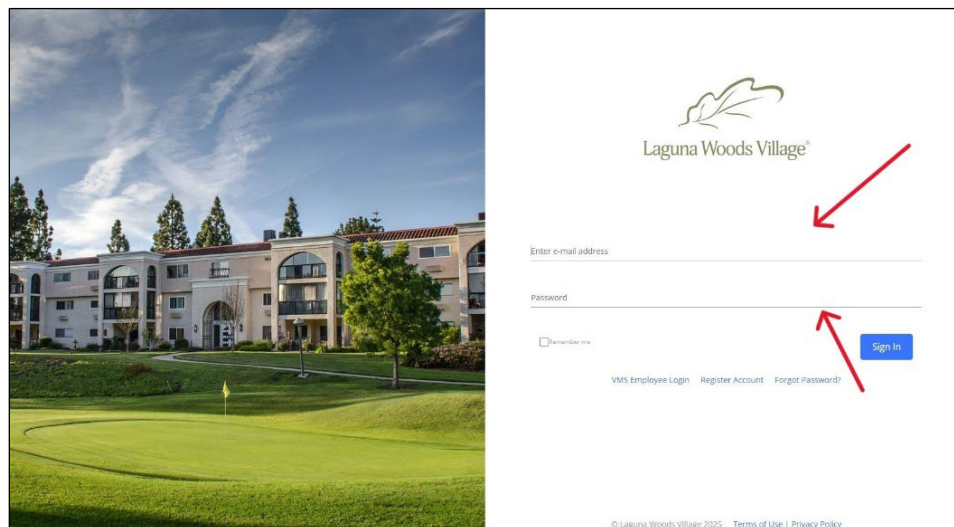 Laguna Woods Village®
Enter e-mail address
Password
Remember me
Sign In
VMS Employee Login Register Account Forgot Password?
© Laguna Woods Village 2025 Terms of Use | Privacy Policy